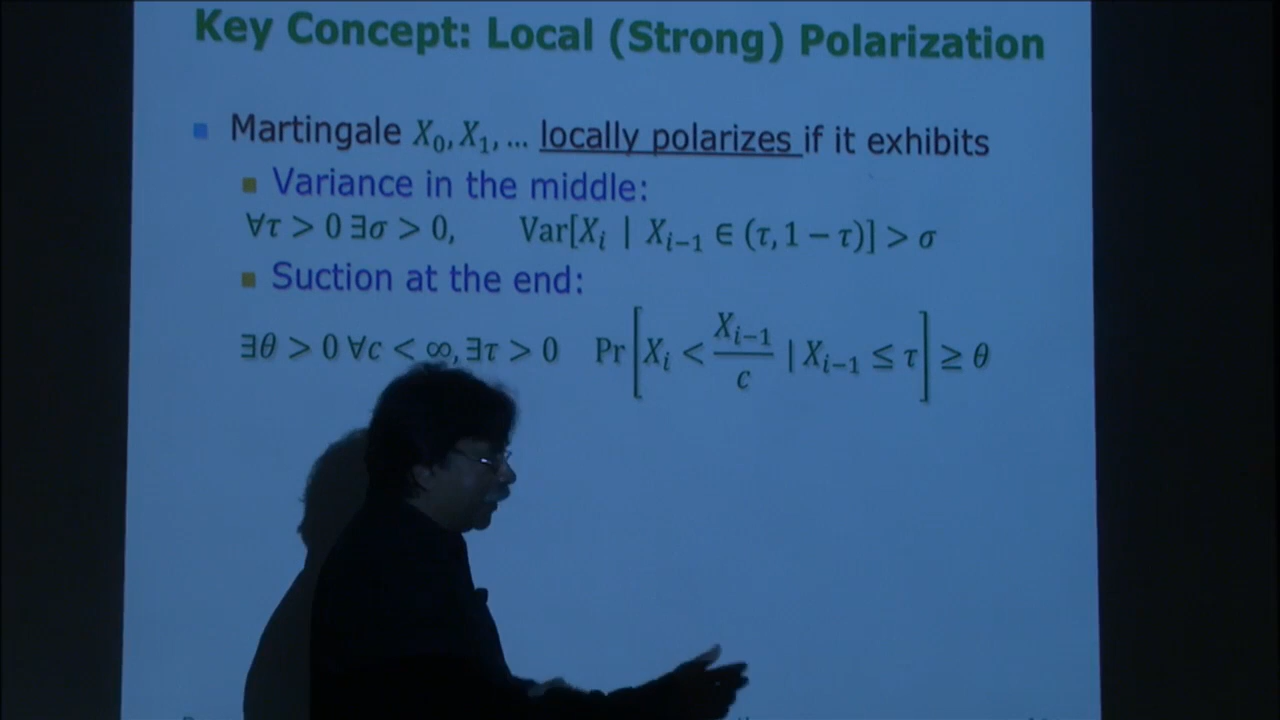 Key Concept: Local (Strong) Polarization
Martingale X₀, X₁, … locally polarizes if it exhibits
Variance in the middle:
∀τ > 0 ∃σ > 0, Var[Xᵢ | Xᵢ₋₁ ∈ (τ, 1 − τ)] > σ
Suction at the end:
∃θ > 0 ∀c < ∞, ∃τ > 0 Pr[Xᵢ < Xᵢ₋₁/c | Xᵢ₋₁ ≤ τ] ≥ θ